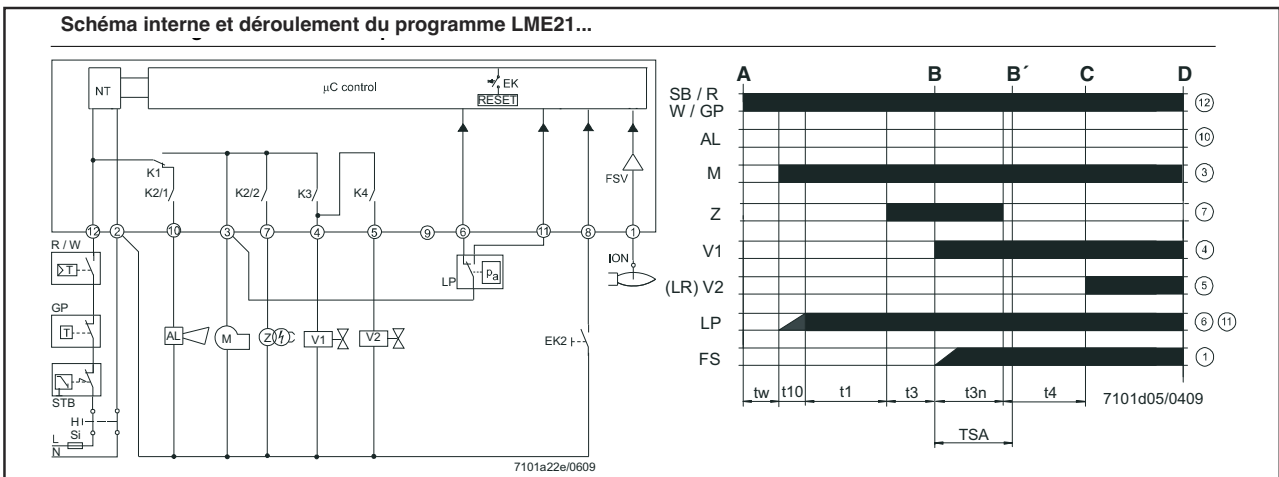 Schéma interne et déroulement du programme LME21...
NT
µC control
EK
RESET
FSV
K1
K2/1
K2/2
K3
K4
12
2
10
3
7
4
5
9
6
11
8
1
R / W
T
GP
T
STB
H
Si
L
N
AL
M
Z
V1
V2
LP
pa
ION
EK2
7101a22e/0609
A B B´ C D
SB / R
W / GP
12
AL
10
M
3
Z
7
V1
4
(LR) V2
5
LP
6 11
FS
1
tw t10 t1 t3 t3n t4
7101d05/0409
TSA